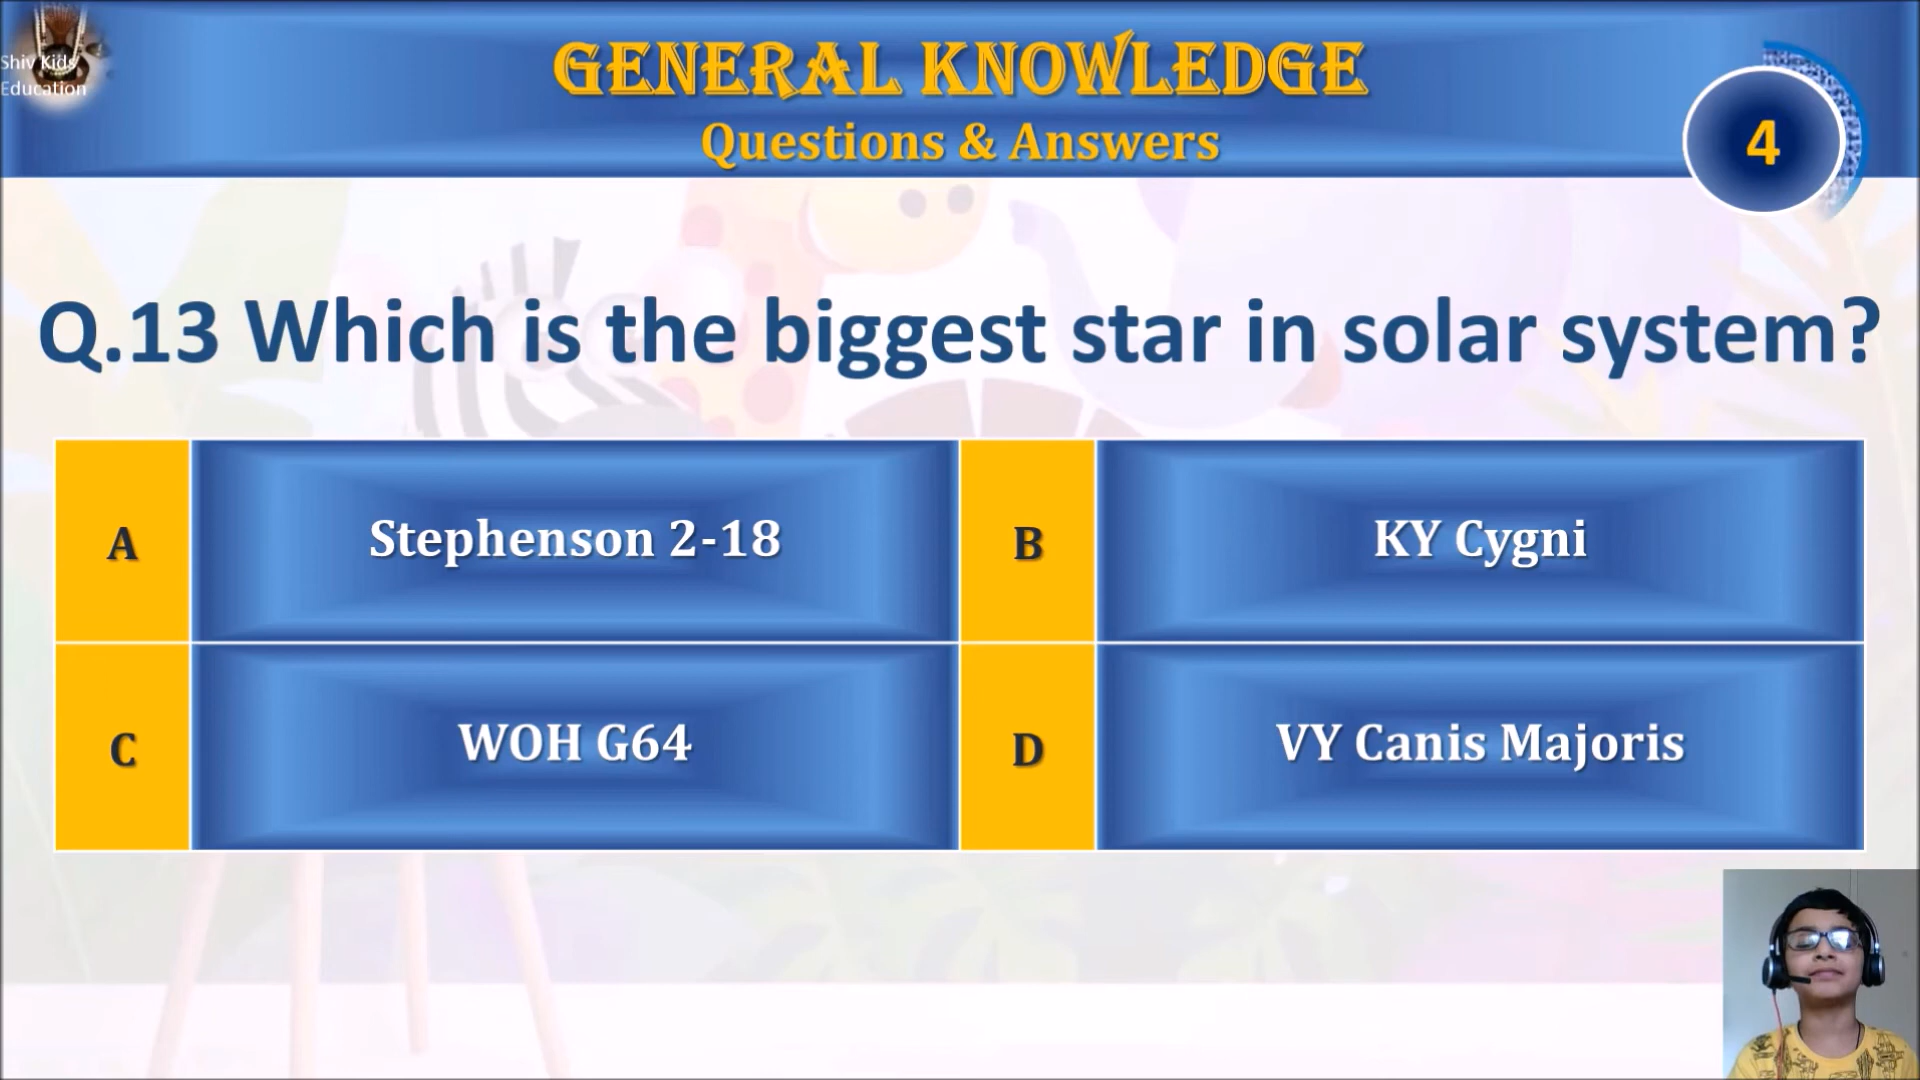 Shiv Kids
Education
GENERAL KNOWLEDGE
Questions & Answers
4
Q.13 Which is the biggest star in solar system?
A
Stephenson 2-18
B
KY Cygni
C
WOH G64
D
VY Canis Majoris